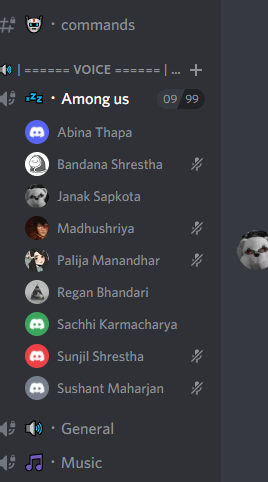 · commands
| ====== VOICE ====== | ... +
zzz · Among us 09 99
Abina Thapa
Bandana Shrestha
Janak Sapkota
Madhushriya
Palija Manandhar
Regan Bhandari
Sachhi Karmacharya
Sunjil Shrestha
Sushant Maharjan
· General
· Music